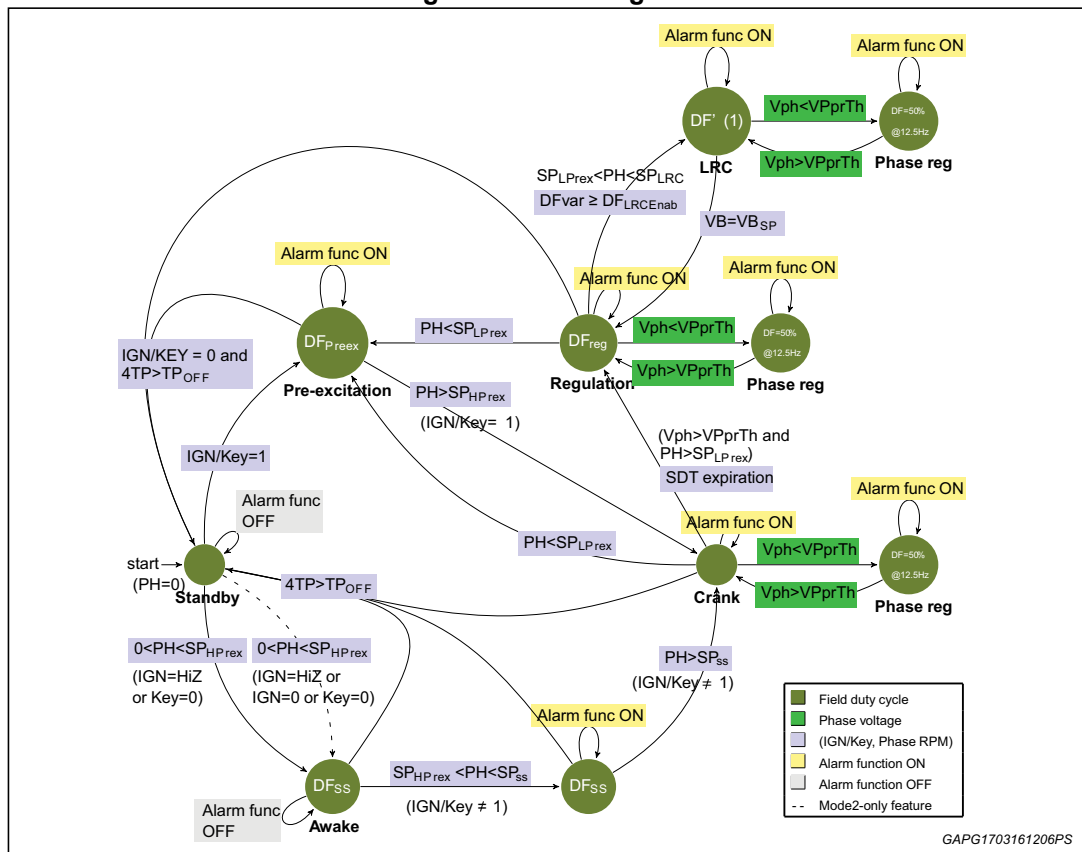 Alarm func ON
Alarm func ON
DF' (1)
LRC
Vph<VPprTh
Vph>VPprTh
DF=50%
@12.5Hz
Phase reg
SPLPrex<PH<SPLRC
DFvar ≥ DFLRCEnab
VB=VBSP
Alarm func ON
Alarm func ON
Alarm func ON
DFPreex
Pre-excitation
PH<SPLPrex
DFreg
Regulation
Vph<VPprTh
Vph>VPprTh
DF=50%
@12.5Hz
Phase reg
IGN/KEY = 0 and
4TP>TPOFF
PH>SPHPrex
(IGN/Key= 1)
(Vph>VPprTh and
PH>SPLPrex)
SDT expiration
IGN/Key=1
Alarm func
OFF
PH<SPLPrex
Alarm func ON
Alarm func ON
start
(PH=0)
Standby
4TP>TPOFF
Crank
Vph<VPprTh
Vph>VPprTh
DF=50%
@12.5Hz
Phase reg
0<PH<SPHPrex
(IGN=HiZ
or Key=0)
0<PH<SPHPrex
(IGN=HiZ or
IGN=0 or Key=0)
PH>SPss
(IGN/Key ≠ 1)
Alarm func ON
DFSS
Awake
Alarm func
OFF
SPHPrex <PH<SPss
(IGN/Key ≠ 1)
DFSS
Field duty cycle
Phase voltage
(IGN/Key, Phase RPM)
Alarm function ON
Alarm function OFF
-- Mode2-only feature
GAPG1703161206PS